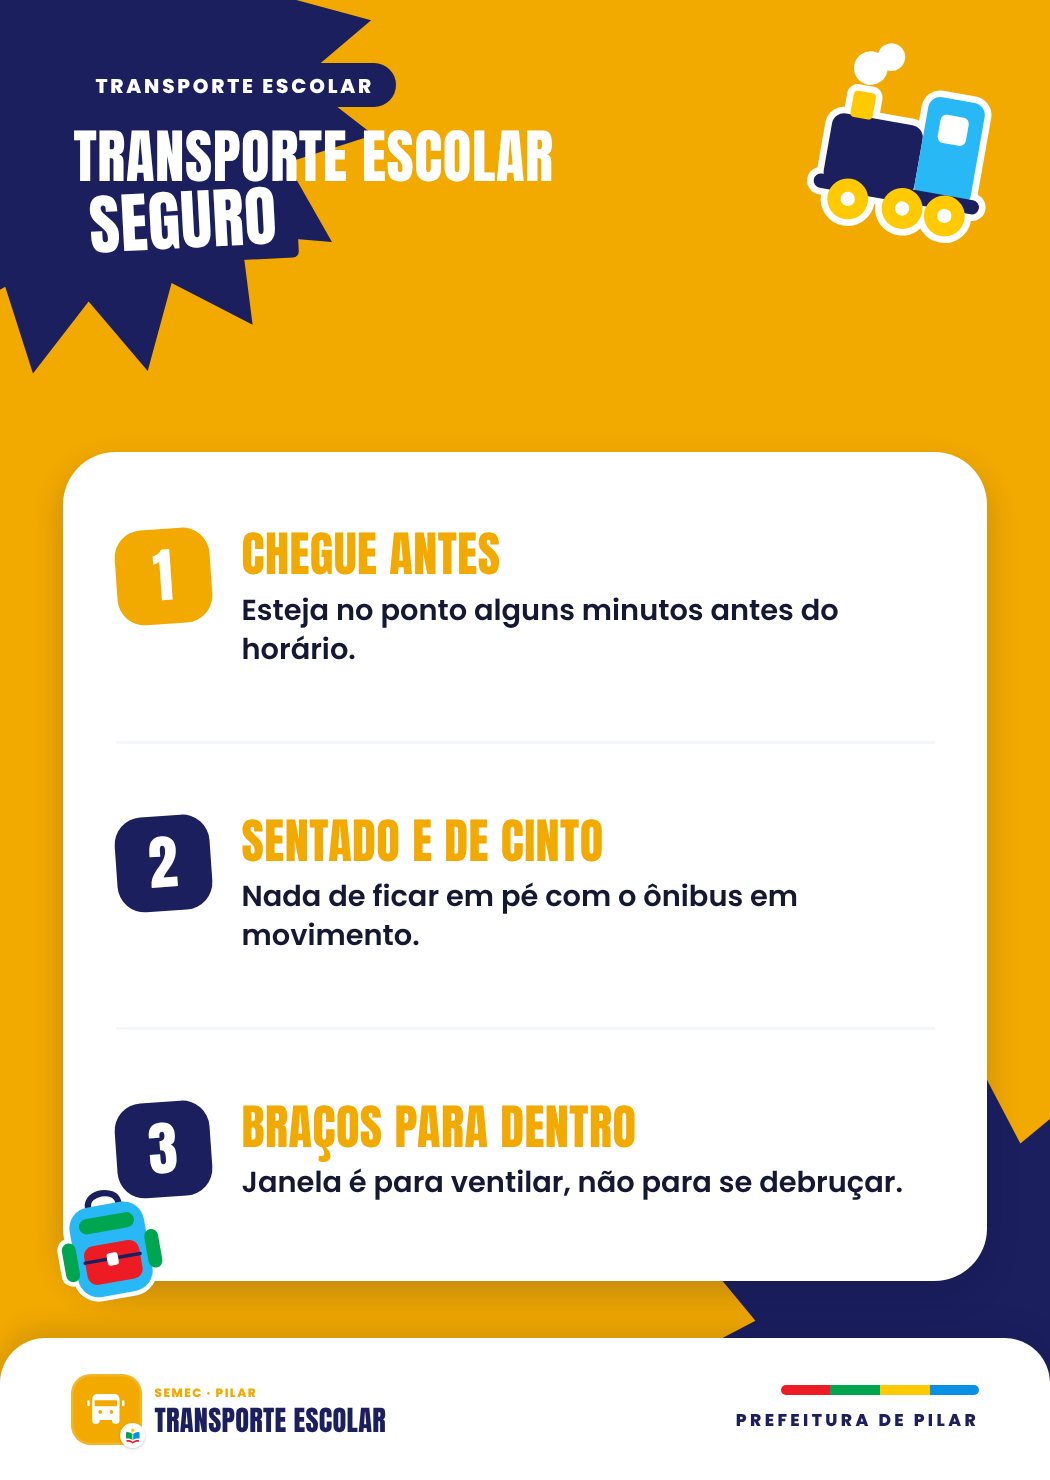 TRANSPORTE ESCOLAR
TRANSPORTE ESCOLAR
SEGURO
1
CHEGUE ANTES
Esteja no ponto alguns minutos antes do
horário.
2
SENTADO E DE CINTO
Nada de ficar em pé com o ônibus em
movimento.
3
BRAÇOS PARA DENTRO
Janela é para ventilar, não para se debruçar.
SEMEC · PILAR
TRANSPORTE ESCOLAR
PREFEITURA DE PILAR